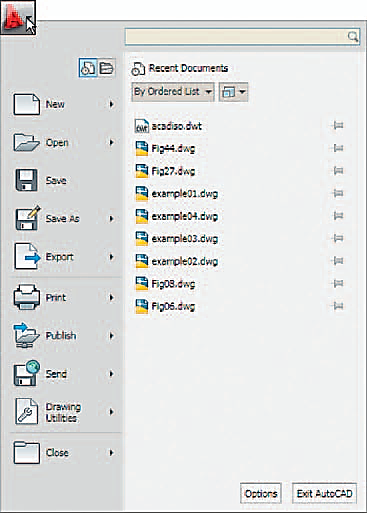 Recent Documents
By Ordered List
New
Open
Save
Save As
Export
Print
Publish
Send
Drawing
Utilities
Close
acadiso.dwt
Fig44.dwg
Fig27.dwg
example01.dwg
example04.dwg
example03.dwg
example02.dwg
Fig08.dwg
Fig06.dwg
Options
Exit AutoCAD